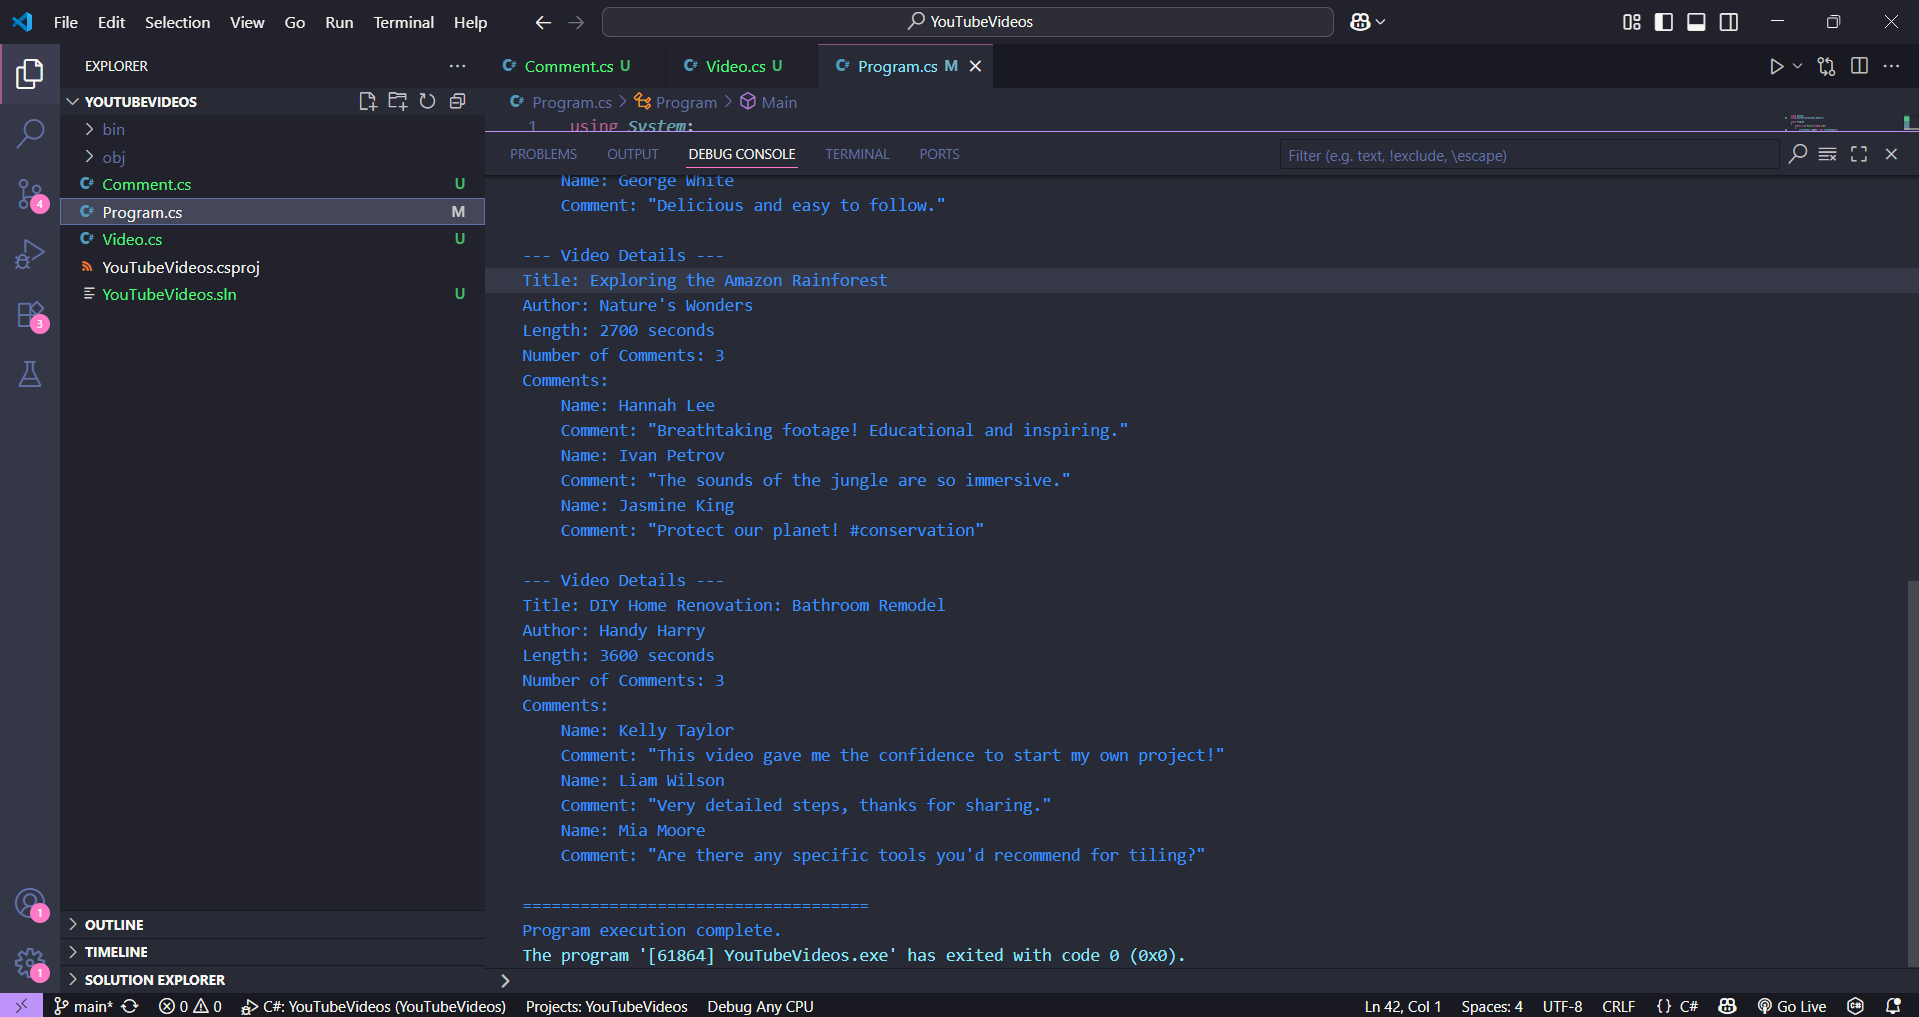 File Edit Selection View Go Run Terminal Help
YouTubeVideos
EXPLORER
YOUTUBEVIDEOS
bin
obj
Comment.cs U
Program.cs M
Video.cs U
YouTubeVideos.csproj
YouTubeVideos.sln U
4
3
1
1
OUTLINE
TIMELINE
SOLUTION EXPLORER
Comment.cs U Video.cs U Program.cs M
Program.cs > Program > Main
1 using System;
PROBLEMS OUTPUT DEBUG CONSOLE TERMINAL PORTS
Filter (e.g. text, !exclude, \escape)
Name: George White
Comment: "Delicious and easy to follow."
--- Video Details ---
Title: Exploring the Amazon Rainforest
Author: Nature's Wonders
Length: 2700 seconds
Number of Comments: 3
Comments:
Name: Hannah Lee
Comment: "Breathtaking footage! Educational and inspiring."
Name: Ivan Petrov
Comment: "The sounds of the jungle are so immersive."
Name: Jasmine King
Comment: "Protect our planet! #conservation"
--- Video Details ---
Title: DIY Home Renovation: Bathroom Remodel
Author: Handy Harry
Length: 3600 seconds
Number of Comments: 3
Comments:
Name: Kelly Taylor
Comment: "This video gave me the confidence to start my own project!"
Name: Liam Wilson
Comment: "Very detailed steps, thanks for sharing."
Name: Mia Moore
Comment: "Are there any specific tools you'd recommend for tiling?"
====================================
Program execution complete.
The program '[61864] YouTubeVideos.exe' has exited with code 0 (0x0).
>
main* 0 0 C#: YouTubeVideos (YouTubeVideos) Projects: YouTubeVideos Debug Any CPU Ln 42, Col 1 Spaces: 4 UTF-8 CRLF {} C# Go Live